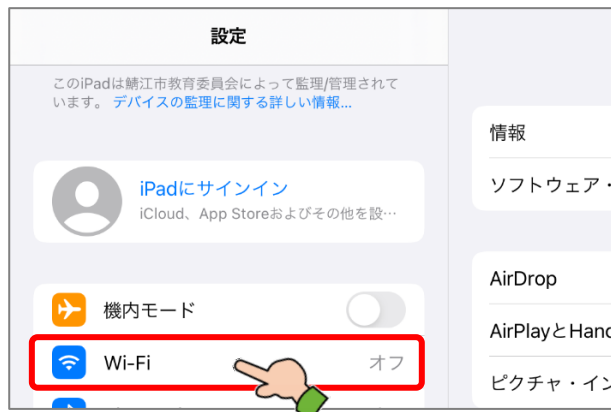 設定
このiPadは鯖江市教育委員会によって監理/管理されて
います。 デバイスの監理に関する詳しい情報...
iPadにサインイン
iCloud、App Storeおよびその他を設…
機内モード
Wi-Fi
オフ
情報
ソフトウェア・
AirDrop
AirPlayとHand
ピクチャ・イン